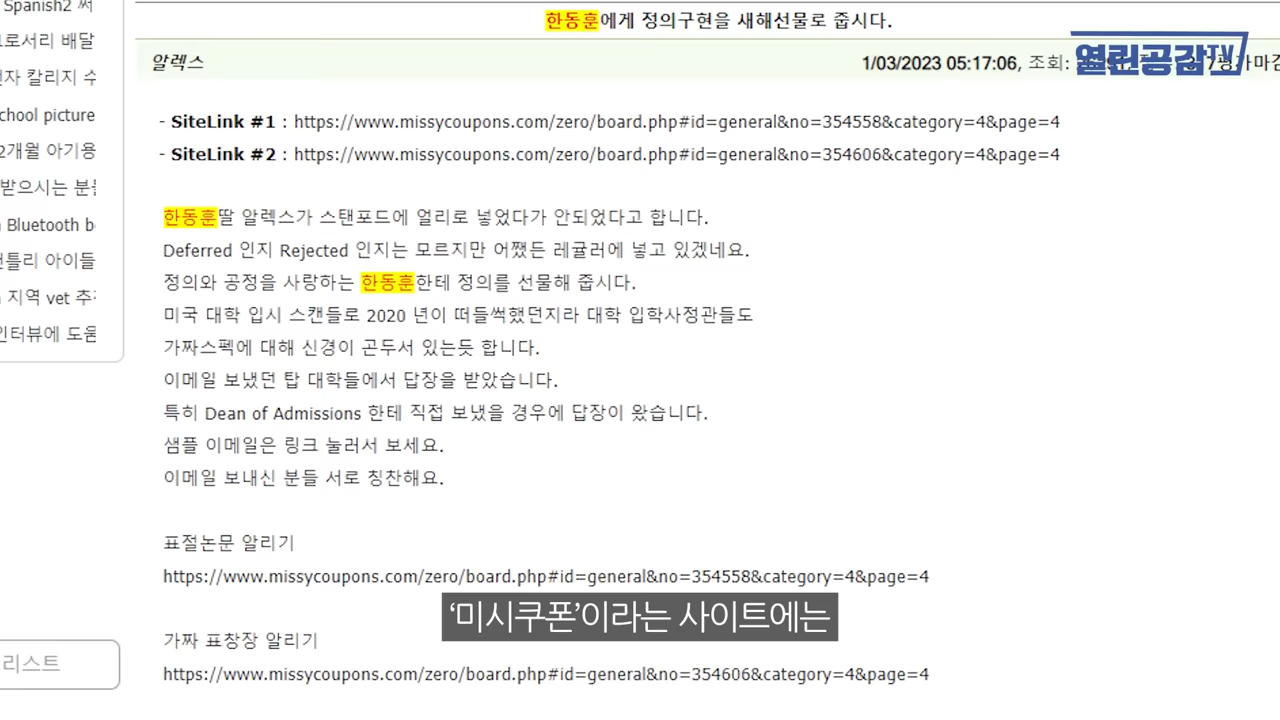 Spanish2 써
로서리 배달
자 칼리지 수
chool picture
2개월 아기용
받으시는 분들
Bluetooth b
틀리 아이들
지역 vet 추
인터뷰에 도움
리스트
한동훈에게 정의구현을 새해선물로 줍시다.
알렉스
1/03/2023 05:17:06, 조회:
열린공감TV
- SiteLink #1 : https://www.missycoupons.com/zero/board.php#id=general&no=354558&category=4&page=4
- SiteLink #2 : https://www.missycoupons.com/zero/board.php#id=general&no=354606&category=4&page=4
한동훈딸 알렉스가 스탠포드에 얼리로 넣었다가 안되었다고 합니다.
Deferred 인지 Rejected 인지는 모르지만 어쨌든 레귤러에 넣고 있겠네요.
정의와 공정을 사랑하는 한동훈한테 정의를 선물해 줍시다.
미국 대학 입시 스캔들로 2020 년이 떠들썩했던지라 대학 입학사정관들도
가짜스펙에 대해 신경이 곤두서 있는듯 합니다.
이메일 보냈던 탑 대학들에서 답장을 받았습니다.
특히 Dean of Admissions 한테 직접 보냈을 경우에 답장이 왔습니다.
샘플 이메일은 링크 눌러서 보세요.
이메일 보내신 분들 서로 칭찬해요.
표절논문 알리기
https://www.missycoupons.com/zero/board.php#id=general&no=354558&category=4&page=4
‘미시쿠폰’이라는 사이트에는
가짜 표창장 알리기
https://www.missycoupons.com/zero/board.php#id=general&no=354606&category=4&page=4